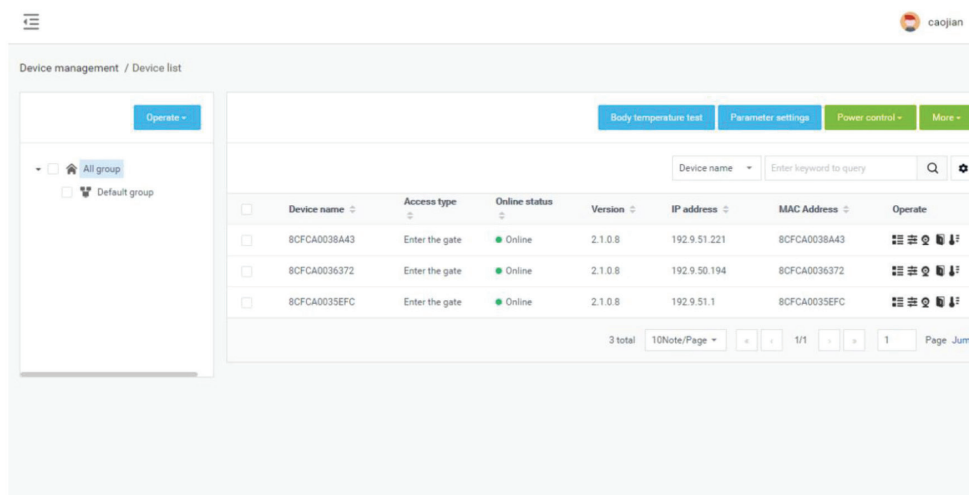 caojian
Device management / Device list
Operate
Body temperature test Parameter settings Power control More
All group
Default group
Device name Enter keyword to query
Device name Access type Online status Version IP address MAC Address Operate
8CFCA0038A43 Enter the gate Online 2.1.0.8 192.9.51.221 8CFCA0038A43
8CFCA0036372 Enter the gate Online 2.1.0.8 192.9.50.194 8CFCA0036372
8CFCA0035EFC Enter the gate Online 2.1.0.8 192.9.51.1 8CFCA0035EFC
3 total 10Note/Page « ‹ 1/1 › » 1 Page Jum